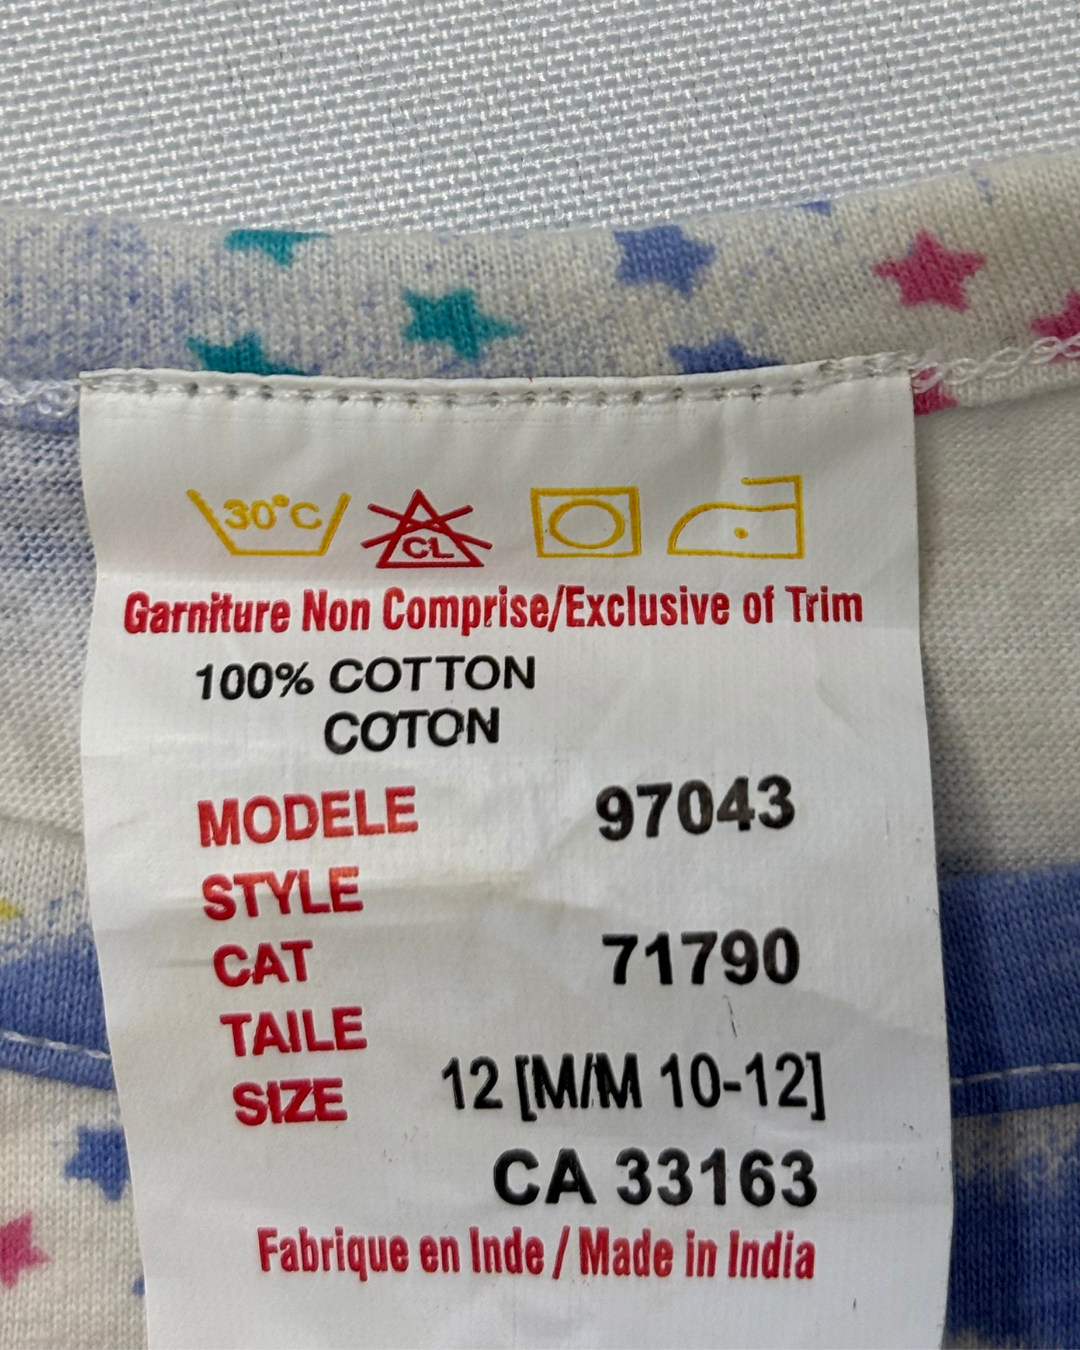 30°C CL
Garniture Non Comprise/Exclusive of Trim
100% COTTON
COTON
MODELE 97043
STYLE
CAT 71790
TAILE
SIZE 12 [M/M 10-12]
CA 33163
Fabrique en Inde / Made in India